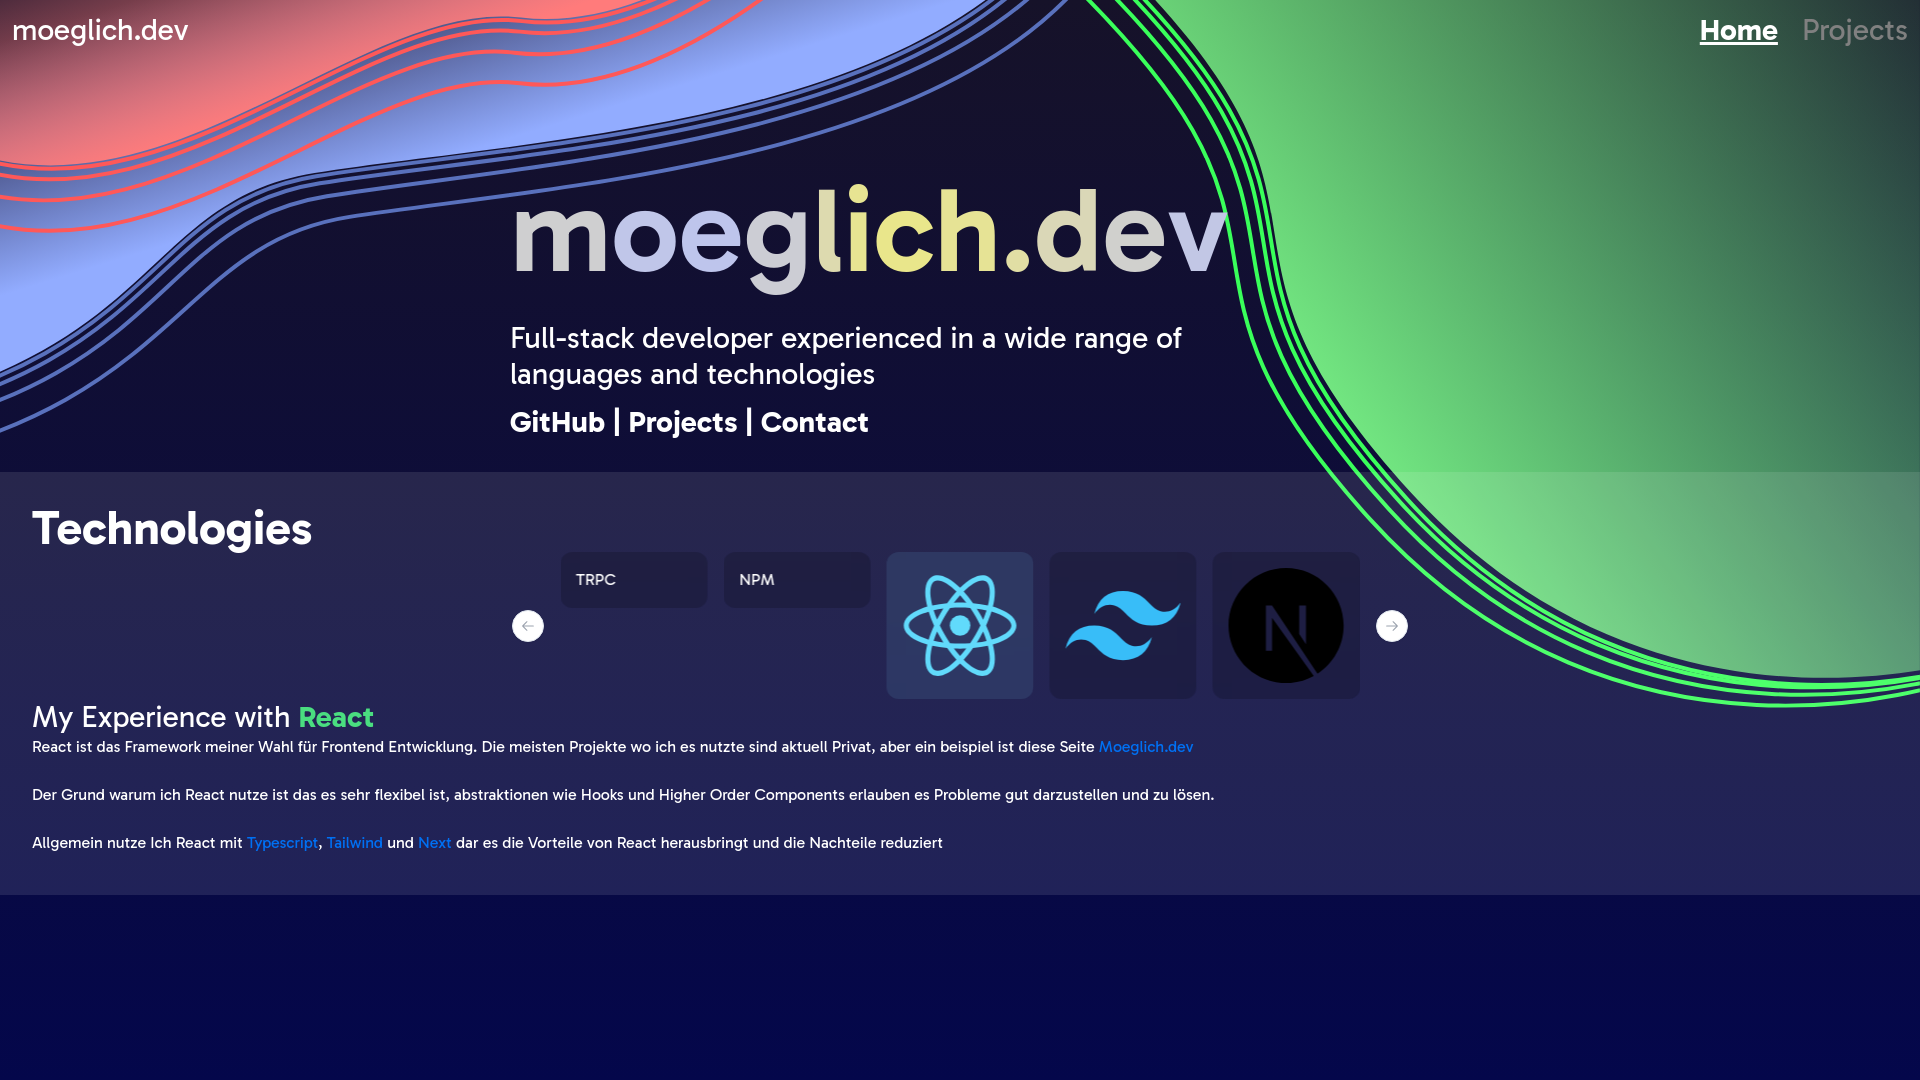 moeglich.dev
Home
Projects
moeglich.dev
Full-stack developer experienced in a wide range of
languages and technologies
GitHub | Projects | Contact
Technologies
TRPC
NPM
N
My Experience with React
React ist das Framework meiner Wahl für Frontend Entwicklung. Die meisten Projekte wo ich es nutzte sind aktuell Privat, aber ein beispiel ist diese Seite Moeglich.dev
Der Grund warum ich React nutze ist das es sehr flexibel ist, abstraktionen wie Hooks und Higher Order Components erlauben es Probleme gut darzustellen und zu lösen.
Allgemein nutze Ich React mit Typescript, Tailwind und Next dar es die Vorteile von React herausbringt und die Nachteile reduziert